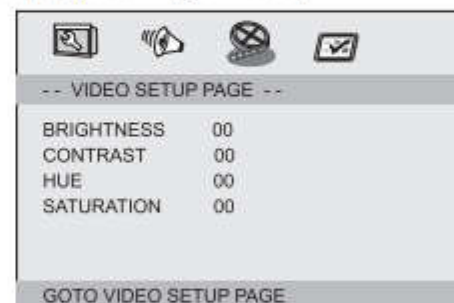 -- VIDEO SETUP PAGE --
BRIGHTNESS 00
CONTRAST 00
HUE 00
SATURATION 00
GOTO VIDEO SETUP PAGE